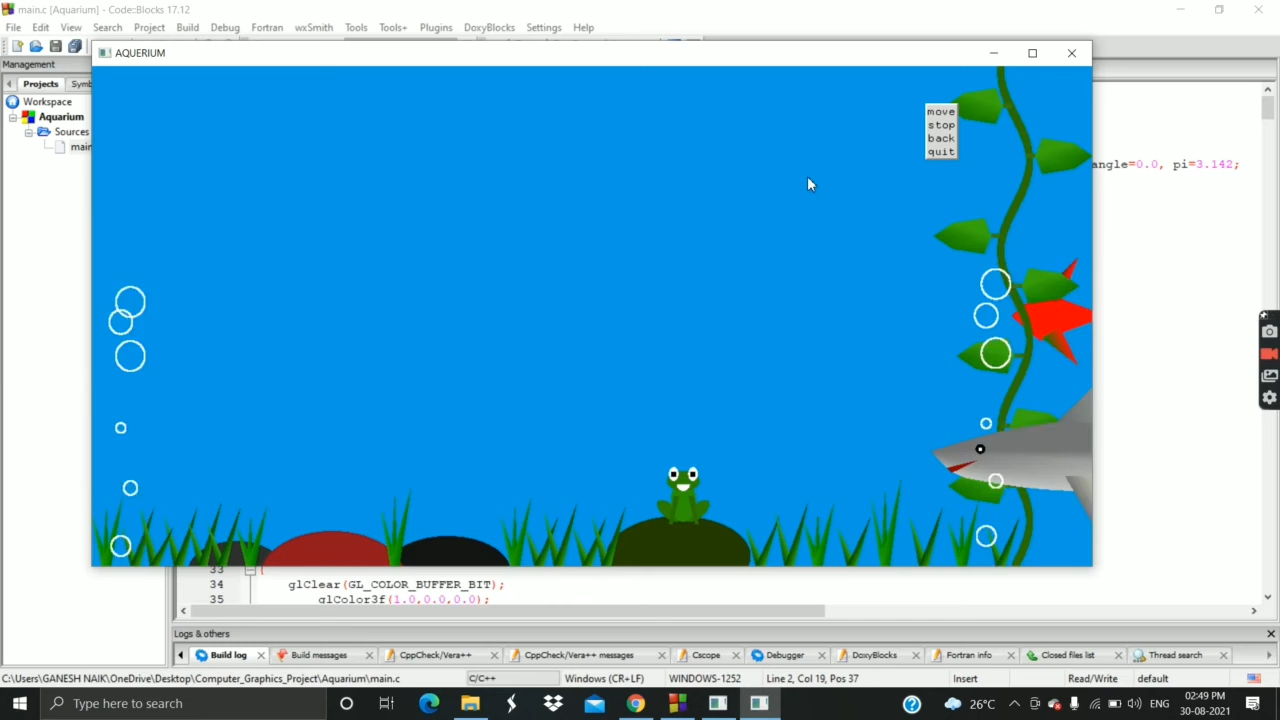 main.c [Aquarium] - Code::Blocks 17.12
File Edit View Search Project Build Debug Fortran wxSmith Tools Tools+ Plugins DoxyBlocks Settings Help
AQUERIUM
Management
Projects Symb
Workspace
Aquarium
Sources
main
move
stop
back
quit
angle=0.0, pi=3.142;
33 {
34 glClear(GL_COLOR_BUFFER_BIT);
35 glColor3f(1.0,0.0,0.0);
Logs & others
Build log Build messages CppCheck/Vera++ CppCheck/Vera++ messages Cscope Debugger DoxyBlocks Fortran info Closed files list Thread search
C:\Users\GANESH NAIK\OneDrive\Desktop\Computer_Graphics_Project\Aquarium\main.c C/C++ Windows (CR+LF) WINDOWS-1252 Line 2, Col 19, Pos 37 Insert Read/Write default
Type here to search 26°C ENG 02:49 PM
30-08-2021